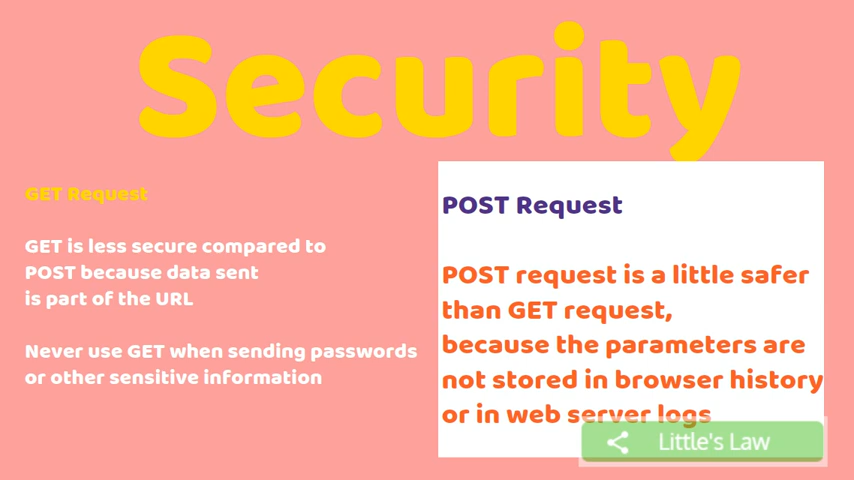 Security
GET Request
GET is less secure compared to
POST because data sent
is part of the URL
Never use GET when sending passwords
or other sensitive information
POST Request
POST request is a little safer
than GET request,
because the parameters are
not stored in browser history
or in web server logs
Little's Law